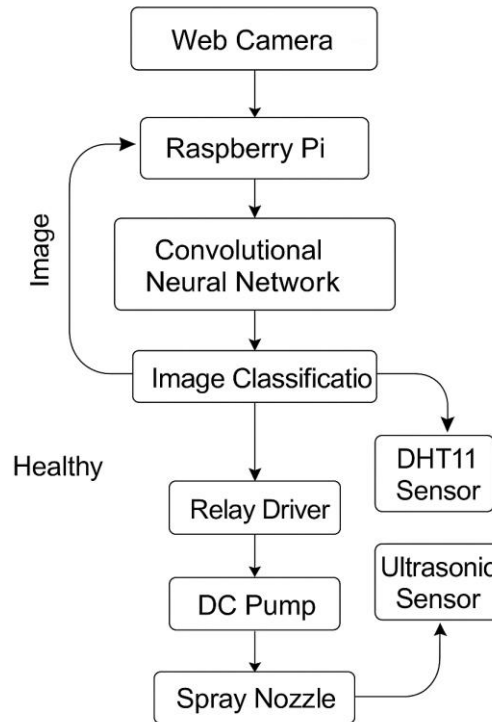 Web Camera
Raspberry Pi
Image
Convolutional
Neural Network
Image Classificatio
Healthy
DHT11
Sensor
Relay Driver
Ultrasonic
Sensor
DC Pump
Spray Nozzle